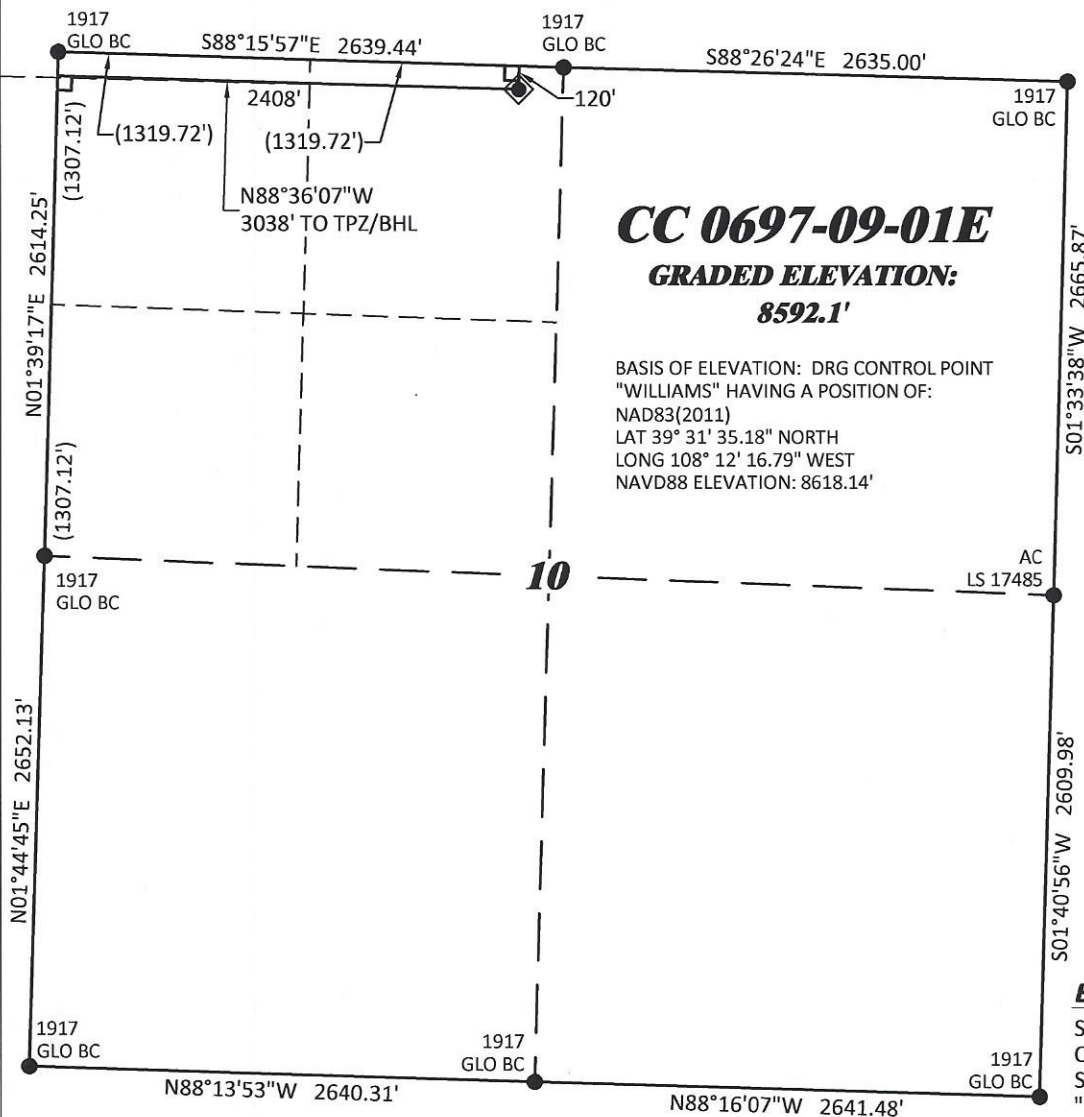 1917
GLO BC
S88°15'57"E 2639.44'
1917
GLO BC
S88°26'24"E 2635.00'
1917
GLO BC
120'
2408'
(1319.72')
(1319.72')
(1307.12')
N88°36'07"W
3038' TO TPZ/BHL
N01°39'17"E 2614.25'
(1307.12')
CC 0697-09-01E
GRADED ELEVATION:
8592.1'
BASIS OF ELEVATION: DRG CONTROL POINT
"WILLIAMS" HAVING A POSITION OF:
NAD83(2011)
LAT 39° 31' 35.18" NORTH
LONG 108° 12' 16.79" WEST
NAVD88 ELEVATION: 8618.14'
S01°33'38"W 2665.87'
1917
GLO BC
10
AC
LS 17485
N01°44'45"E 2652.13'
S01°40'56"W 2609.98'
1917
GLO BC
N88°13'53"W 2640.31'
1917
GLO BC
N88°16'07"W 2641.48'
1917
GLO BC